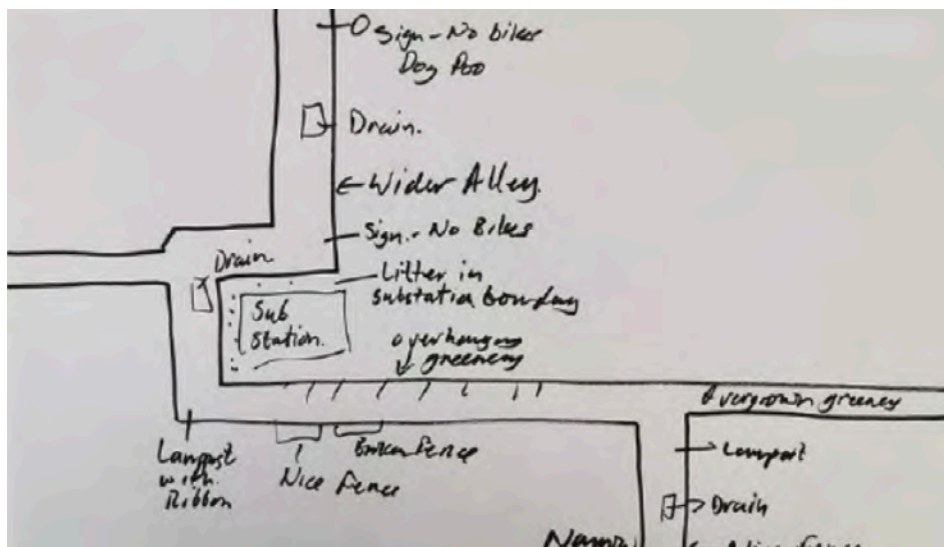 Sign - No bikes
Dog Poo
Drain.
Wider Alley.
Sign. - No Bikes
Drain.
Litter in
substation boundary
Sub
Station.
overhanging
greenery
Overgrown greenery
Lampost
with
Ribbon
Nice Fence
Broken Fence
Lampost
Drain